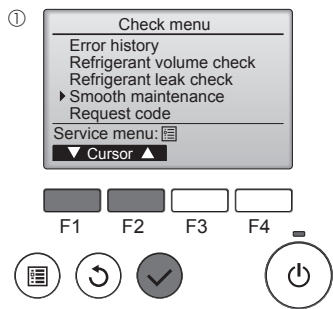 ①
Check menu
Error history
Refrigerant volume check
Refrigerant leak check
Smooth maintenance
Request code
Service menu:
▼ Cursor ▲
F1 F2 F3 F4